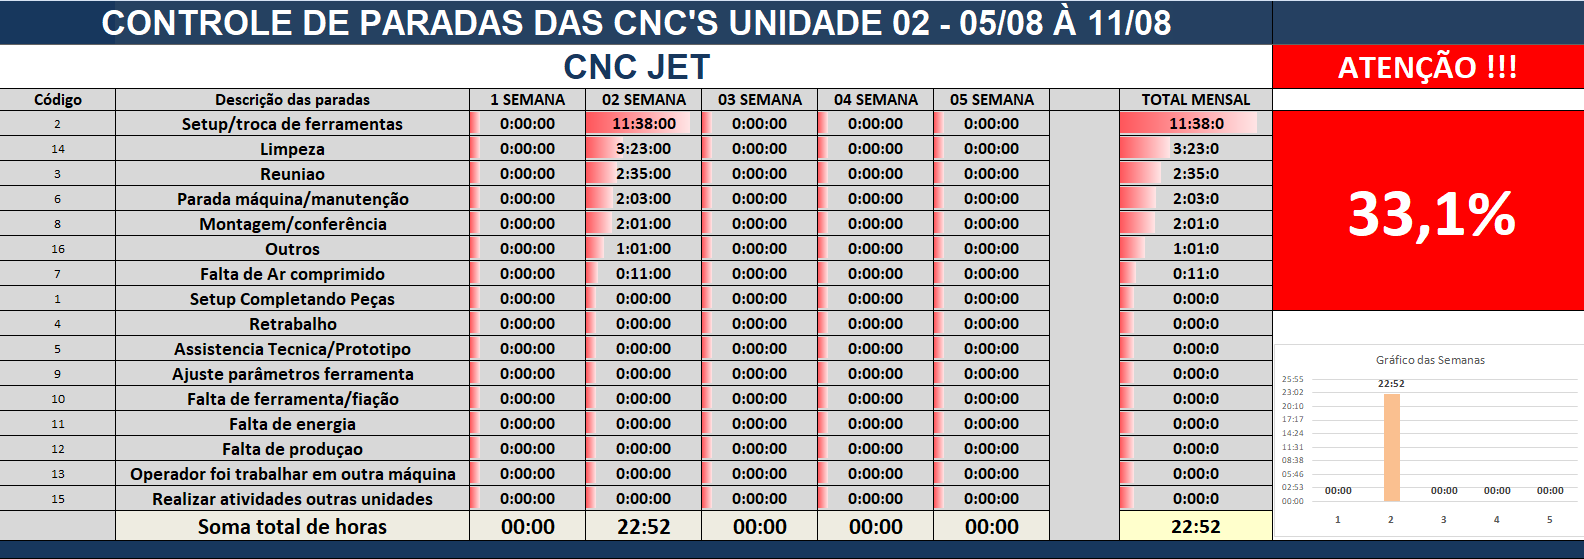 CONTROLE DE PARADAS DAS CNC'S UNIDADE 02 - 05/08 À 11/08
CNC JET
ATENÇÃO !!!
Código Descrição das paradas 1 SEMANA 02 SEMANA 03 SEMANA 04 SEMANA 05 SEMANA TOTAL MENSAL
2 Setup/troca de ferramentas 0:00:00 11:38:00 0:00:00 0:00:00 0:00:00 11:38:0
14 Limpeza 0:00:00 3:23:00 0:00:00 0:00:00 0:00:00 3:23:0
3 Reuniao 0:00:00 2:35:00 0:00:00 0:00:00 0:00:00 2:35:0
6 Parada máquina/manutenção 0:00:00 2:03:00 0:00:00 0:00:00 0:00:00 2:03:0
8 Montagem/conferência 0:00:00 2:01:00 0:00:00 0:00:00 0:00:00 2:01:0
16 Outros 0:00:00 1:01:00 0:00:00 0:00:00 0:00:00 1:01:0
7 Falta de Ar comprimido 0:00:00 0:11:00 0:00:00 0:00:00 0:00:00 0:11:0
1 Setup Completando Peças 0:00:00 0:00:00 0:00:00 0:00:00 0:00:00 0:00:0
4 Retrabalho 0:00:00 0:00:00 0:00:00 0:00:00 0:00:00 0:00:0
5 Assistencia Tecnica/Prototipo 0:00:00 0:00:00 0:00:00 0:00:00 0:00:00 0:00:0
9 Ajuste parâmetros ferramenta 0:00:00 0:00:00 0:00:00 0:00:00 0:00:00 0:00:0
10 Falta de ferramenta/fiação 0:00:00 0:00:00 0:00:00 0:00:00 0:00:00 0:00:0
11 Falta de energia 0:00:00 0:00:00 0:00:00 0:00:00 0:00:00 0:00:0
12 Falta de produçao 0:00:00 0:00:00 0:00:00 0:00:00 0:00:00 0:00:0
13 Operador foi trabalhar em outra máquina 0:00:00 0:00:00 0:00:00 0:00:00 0:00:00 0:00:0
15 Realizar atividades outras unidades 0:00:00 0:00:00 0:00:00 0:00:00 0:00:00 0:00:0
Soma total de horas 00:00 22:52 00:00 00:00 00:00 22:52
33,1%
Gráfico das Semanas
25:55
23:02
20:10
17:17
14:24
11:31
08:38
05:46
02:53
00:00
00:00 22:52 00:00 00:00 00:00
1 2 3 4 5